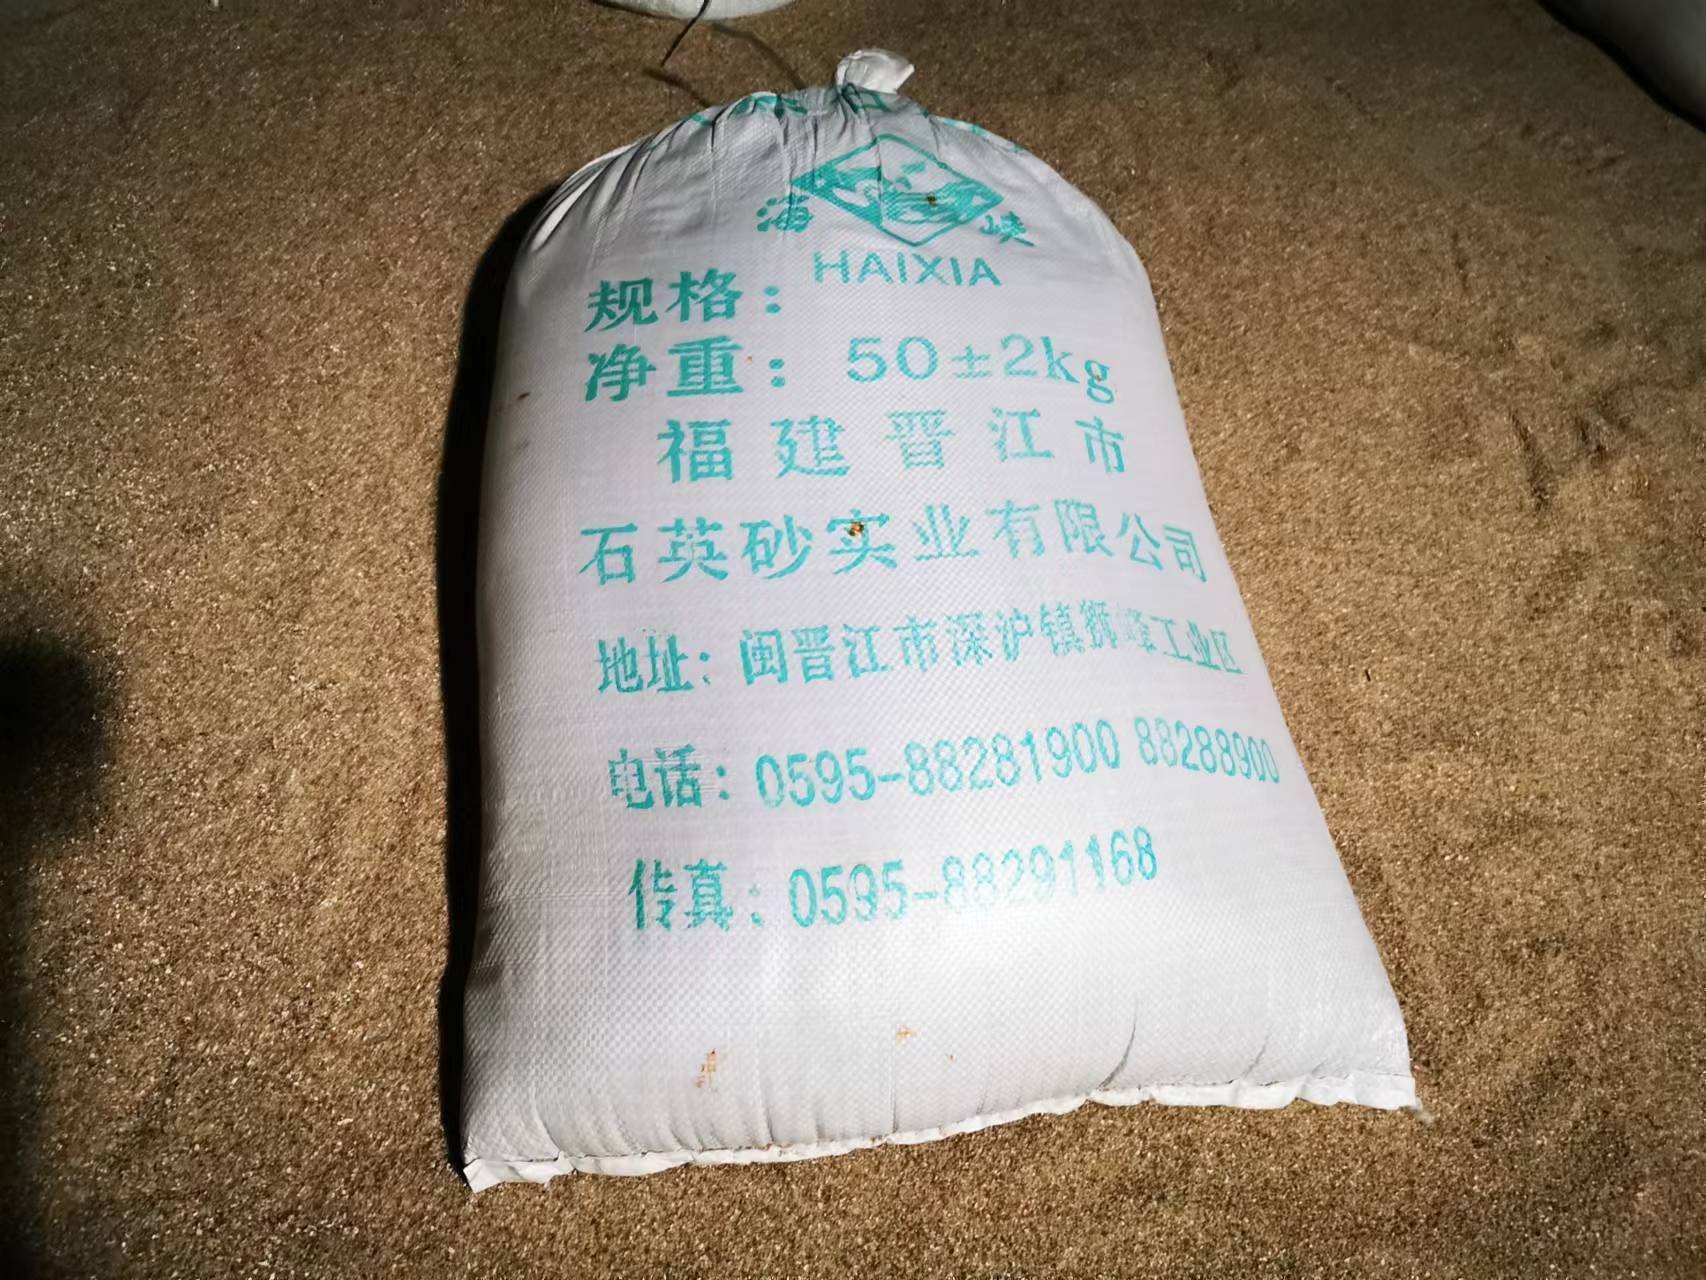 海峡
HAIXIA
规格：
净重：50±2kg
福建晋江市
石英砂实业有限公司
地址：闽晋江市深沪镇狮峰工业区
电话：0595-88281900 88288900
传真：0595-88291168